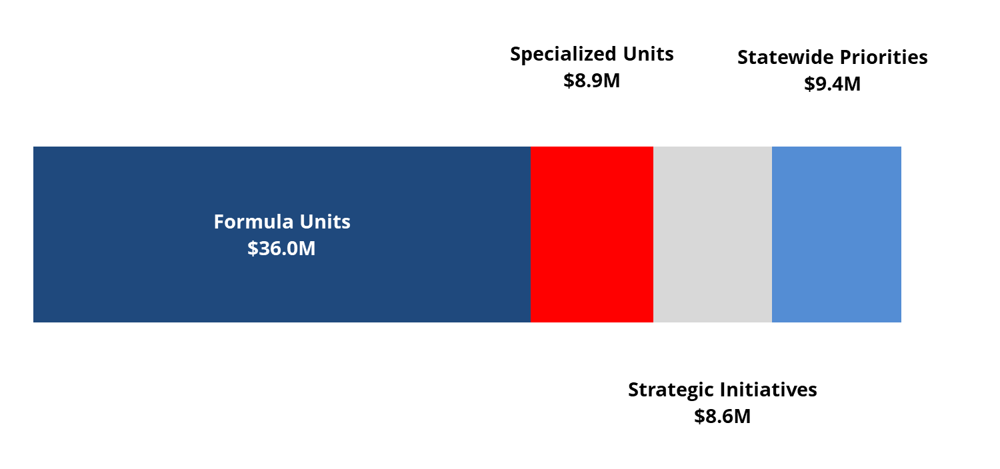 Specialized Units
$8.9M
Statewide Priorities
$9.4M
Formula Units
$36.0M
Strategic Initiatives
$8.6M